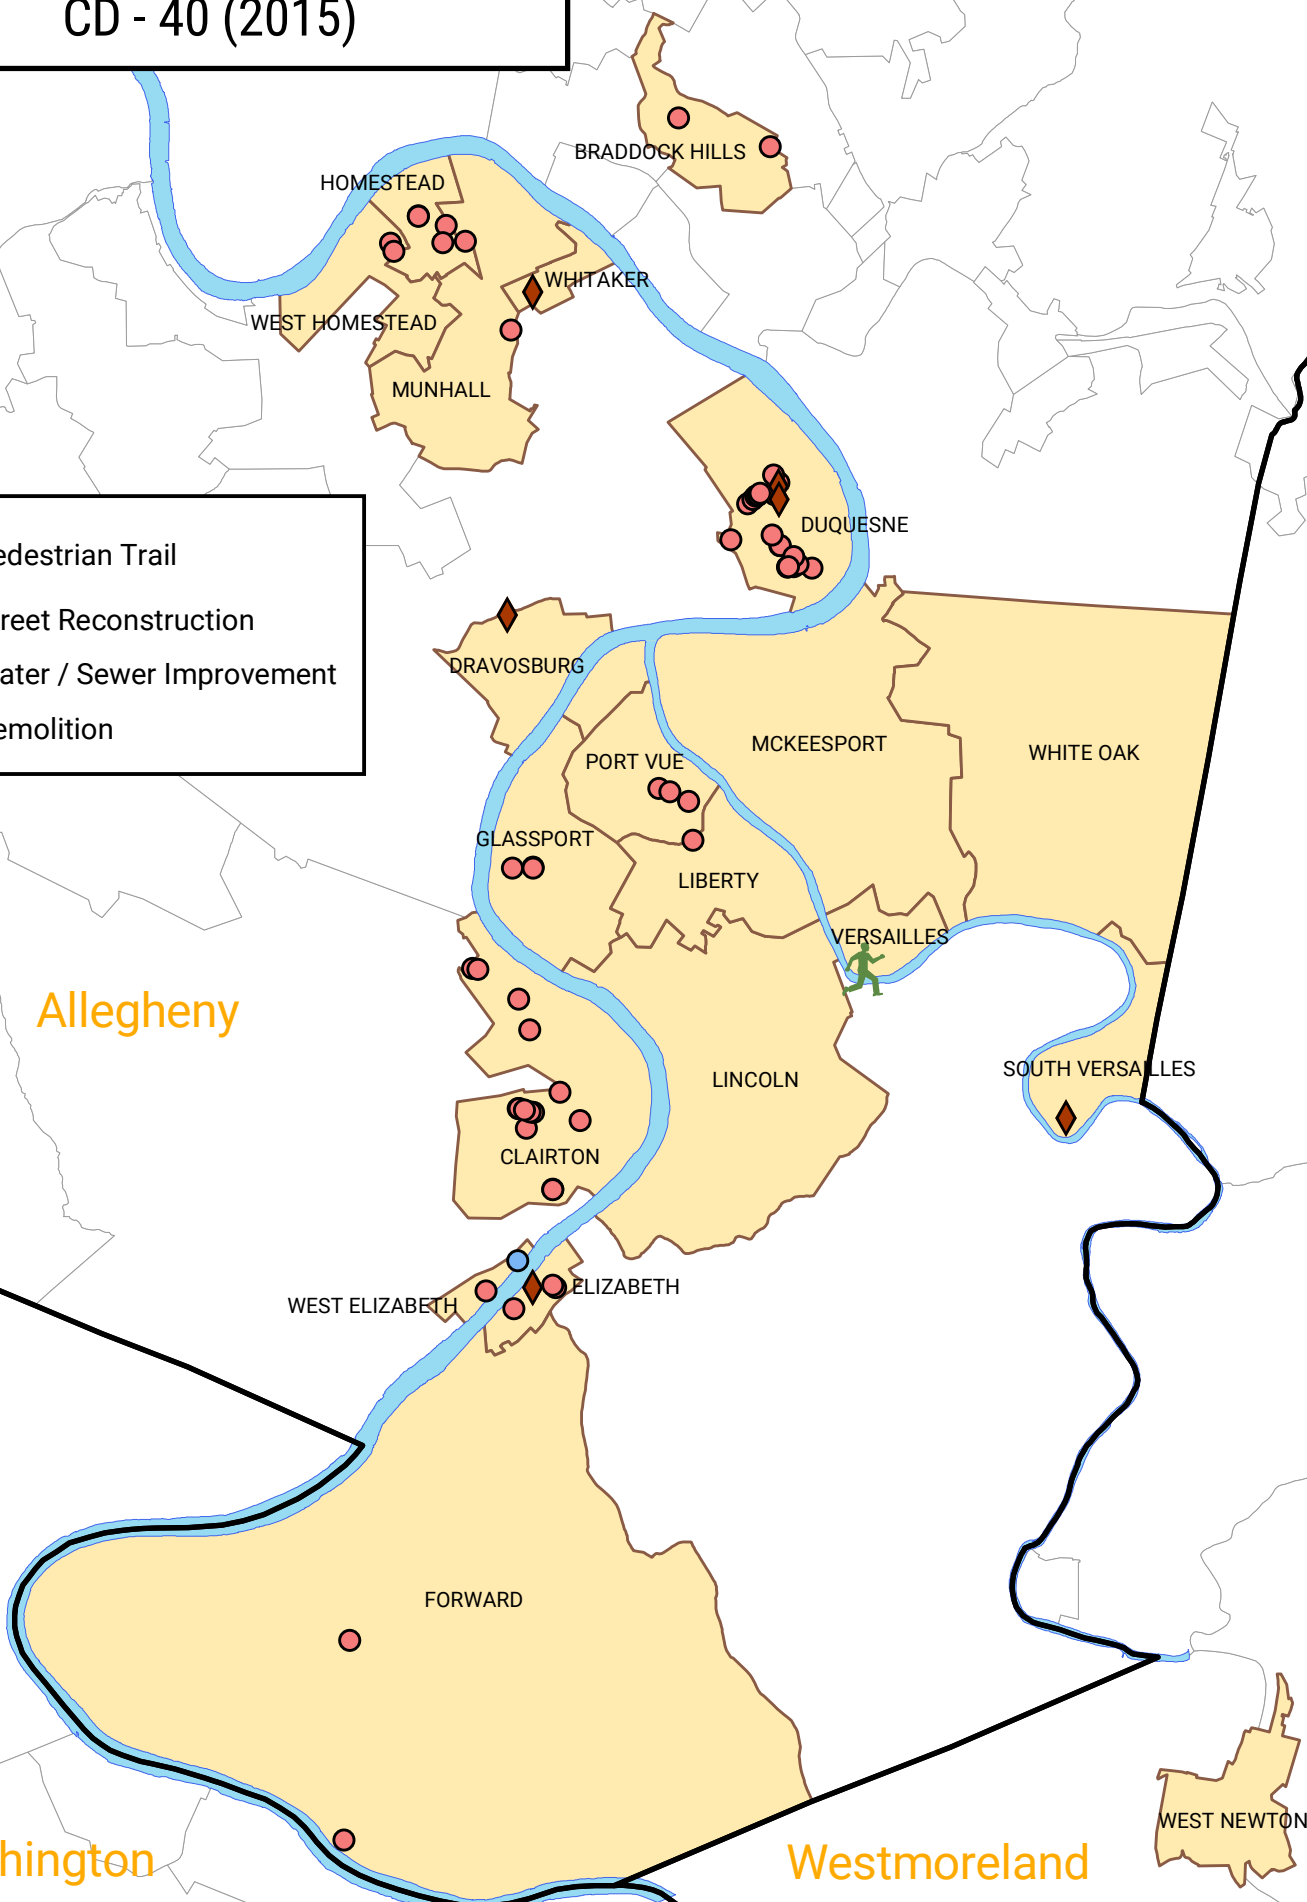 CD - 40 (2015)
BRADDOCK HILLS
HOMESTEAD
WHITAKER
WEST HOMESTEAD
MUNHALL
DUQUESNE
edestrian Trail
reet Reconstruction
ater / Sewer Improvement
emolition
DRAVOSBURG
MCKEESPORT
WHITE OAK
PORT VUE
GLASSPORT
LIBERTY
VERSAILLES
Allegheny
SOUTH VERSAILLES
LINCOLN
CLAIRTON
ELIZABETH
WEST ELIZABETH
FORWARD
WEST NEWTON
hington
Westmoreland